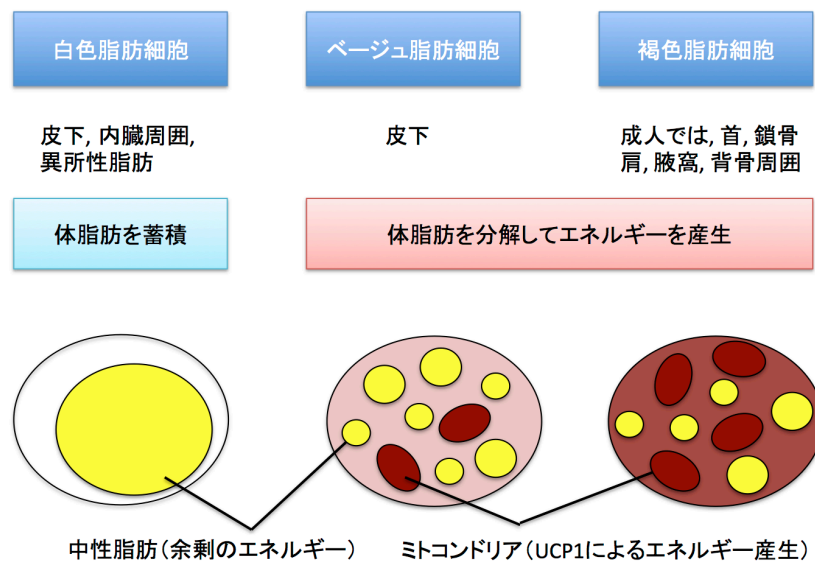 白色脂肪細胞
ベージュ脂肪細胞
褐色脂肪細胞
皮下, 内臓周囲,
異所性脂肪
皮下
成人では, 首, 鎖骨
肩, 腋窩, 背骨周囲
体脂肪を蓄積
体脂肪を分解してエネルギーを産生
中性脂肪（余剰のエネルギー）
ミトコンドリア（UCP1によるエネルギー産生）